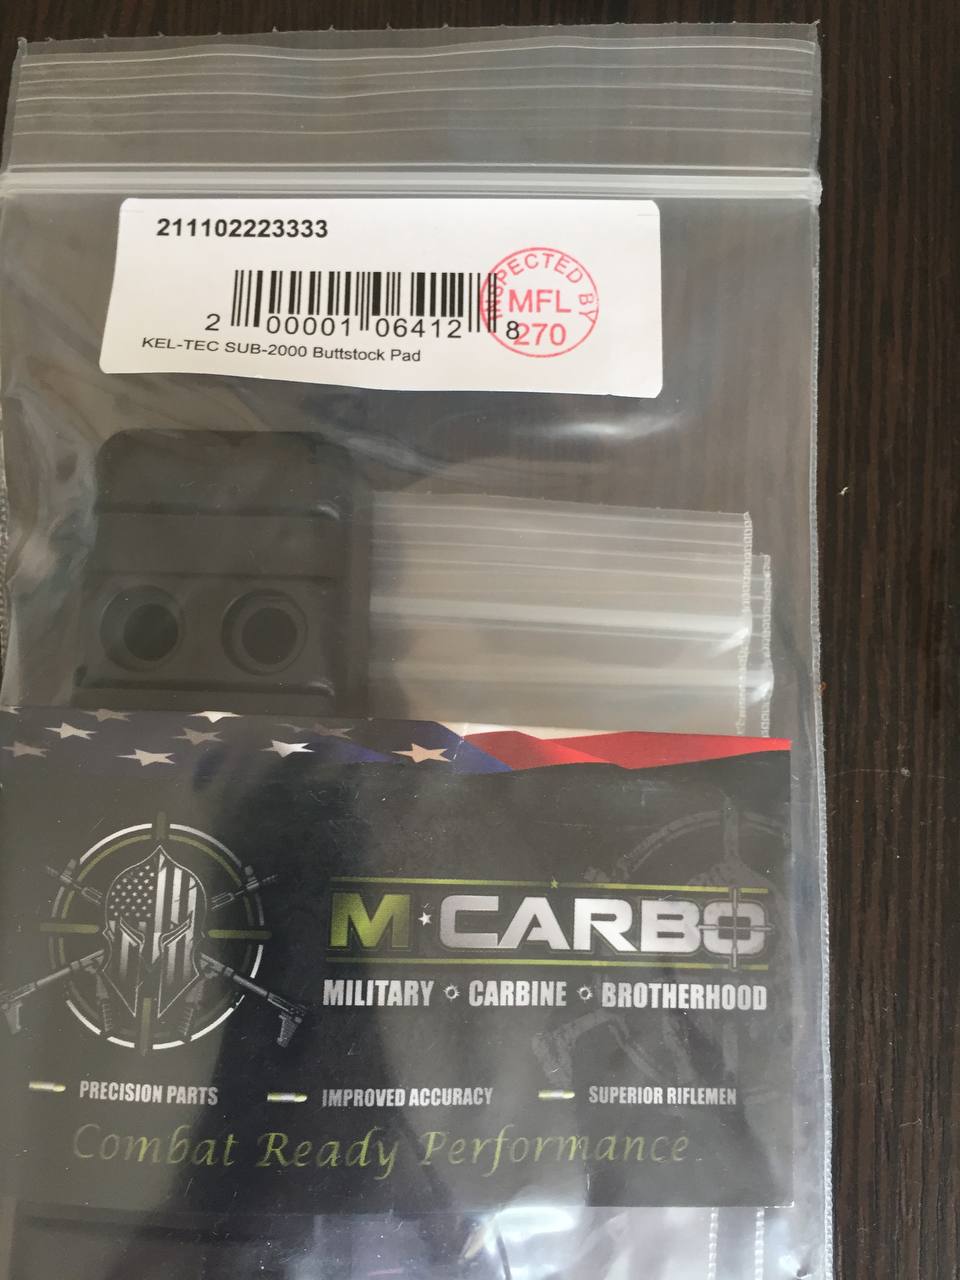 211102223333
2 00001 06412 8
INSPECTED BY
MFL
270
KEL-TEC SUB-2000 Buttstock Pad
M★CARBO
MILITARY CARBINE BROTHERHOOD
PRECISION PARTS IMPROVED ACCURACY SUPERIOR RIFLEMEN
Combat Ready Performance